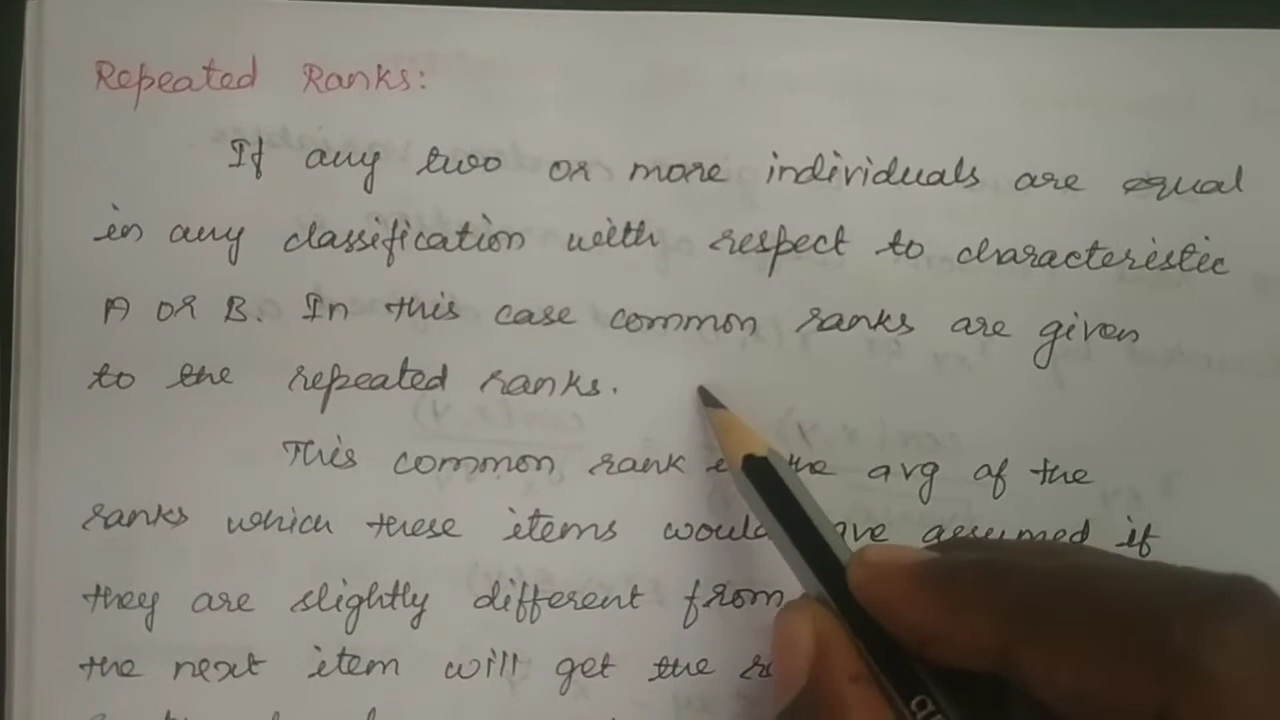 Repeated Ranks:
If any two or more individuals are equal
in any classification with respect to characteristic
A or B. In this case common ranks are given
to the repeated ranks.
This common rank the avg of the
ranks which these items would assumed if
they are slightly different from
the next item will get the